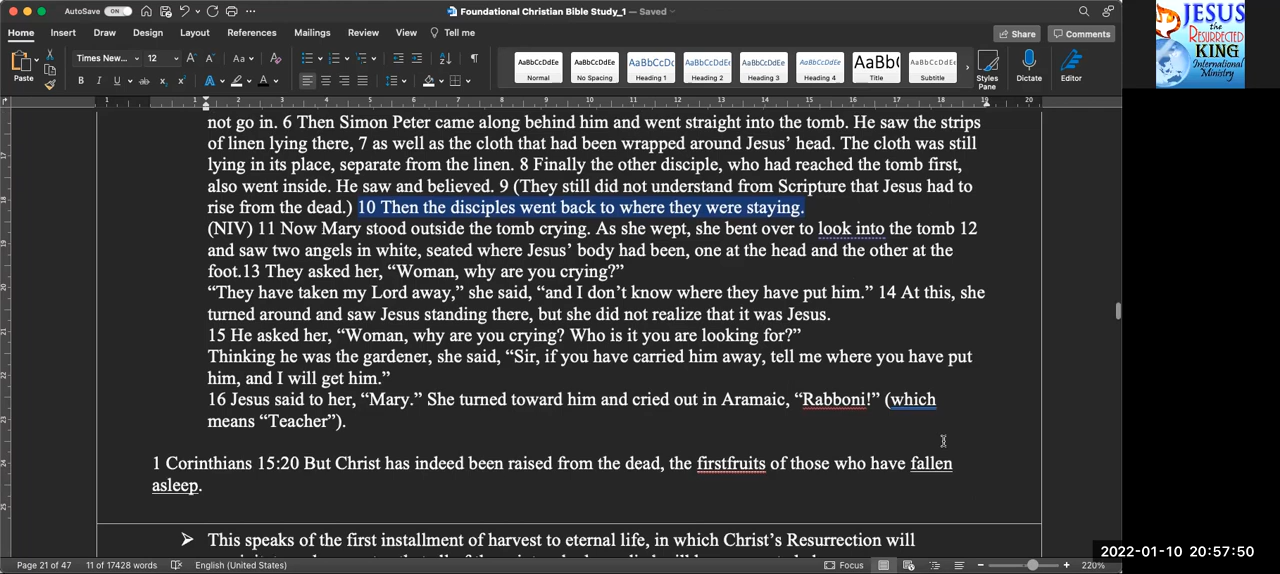 AutoSave ON
Foundational Christian Bible Study_1 — Saved
Home Insert Draw Design Layout References Mailings Review View Tell me
Share Comments
Paste
Times New... 12
AaBbCcDdEe Normal
AaBbCcDdEe No Spacing
AaBbCcDc Heading 1
AaBbCcDdEe Heading 2
AaBbCcDd Heading 3
AaBbCcDdEe Heading 4
AaBb( Title
AaBbCcDdEe Subtitle
Styles Pane
Dictate
Editor
JESUS
the
RESURRECTED
KING
International
Ministry
not go in. 6 Then Simon Peter came along behind him and went straight into the tomb. He saw the strips
of linen lying there, 7 as well as the cloth that had been wrapped around Jesus’ head. The cloth was still
lying in its place, separate from the linen. 8 Finally the other disciple, who had reached the tomb first,
also went inside. He saw and believed. 9 (They still did not understand from Scripture that Jesus had to
rise from the dead.) 10 Then the disciples went back to where they were staying.
(NIV) 11 Now Mary stood outside the tomb crying. As she wept, she bent over to look into the tomb 12
and saw two angels in white, seated where Jesus’ body had been, one at the head and the other at the
foot.13 They asked her, “Woman, why are you crying?”
“They have taken my Lord away,” she said, “and I don’t know where they have put him.” 14 At this, she
turned around and saw Jesus standing there, but she did not realize that it was Jesus.
15 He asked her, “Woman, why are you crying? Who is it you are looking for?”
Thinking he was the gardener, she said, “Sir, if you have carried him away, tell me where you have put
him, and I will get him.”
16 Jesus said to her, “Mary.” She turned toward him and cried out in Aramaic, “Rabboni!” (which
means “Teacher”).
1 Corinthians 15:20 But Christ has indeed been raised from the dead, the firstfruits of those who have fallen
asleep.
This speaks of the first installment of harvest to eternal life, in which Christ’s Resurrection will
Page 21 of 47 11 of 17428 words English (United States) Focus 220%
2022-01-10 20:57:50